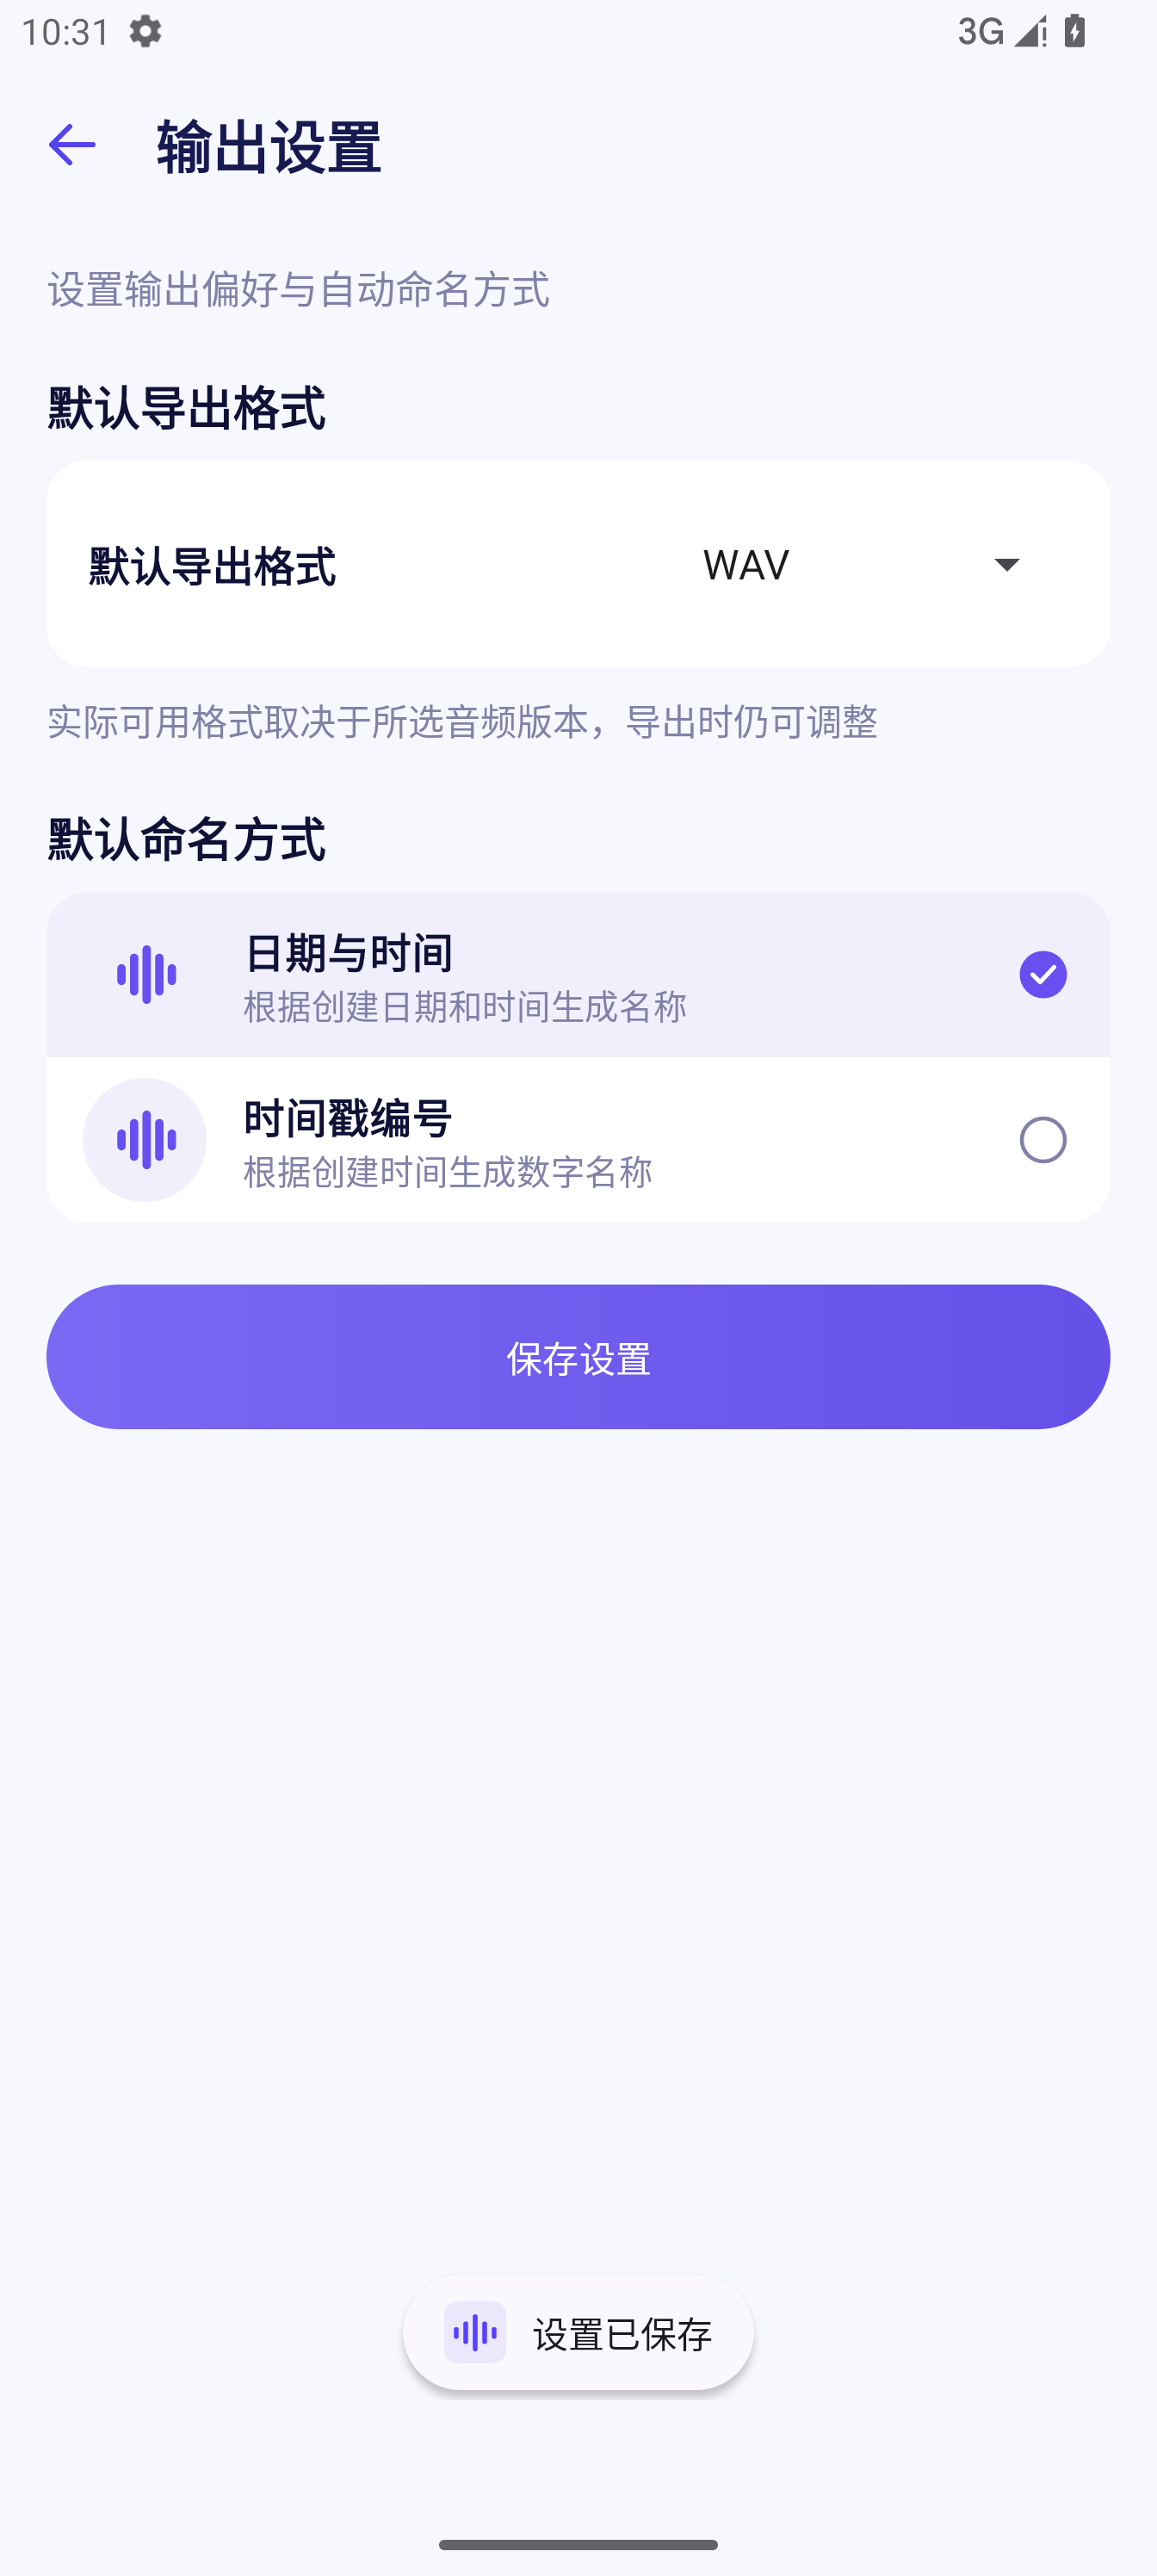 10:31
3G
输出设置
设置输出偏好与自动命名方式
默认导出格式
默认导出格式 WAV
实际可用格式取决于所选音频版本，导出时仍可调整
默认命名方式
日期与时间
根据创建日期和时间生成名称
时间戳编号
根据创建时间生成数字名称
保存设置
设置已保存